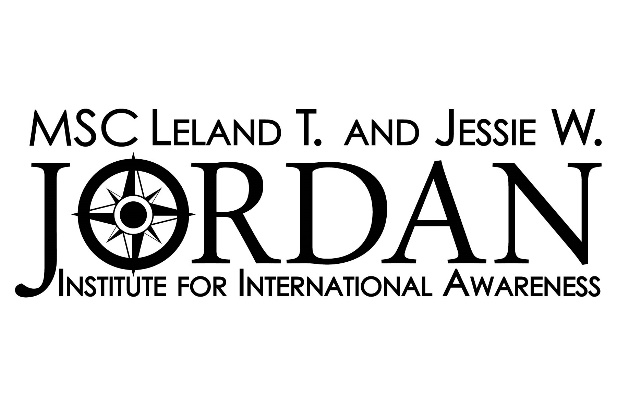 MSC LELAND T. AND JESSIE W.
JORDAN
INSTITUTE FOR INTERNATIONAL AWARENESS